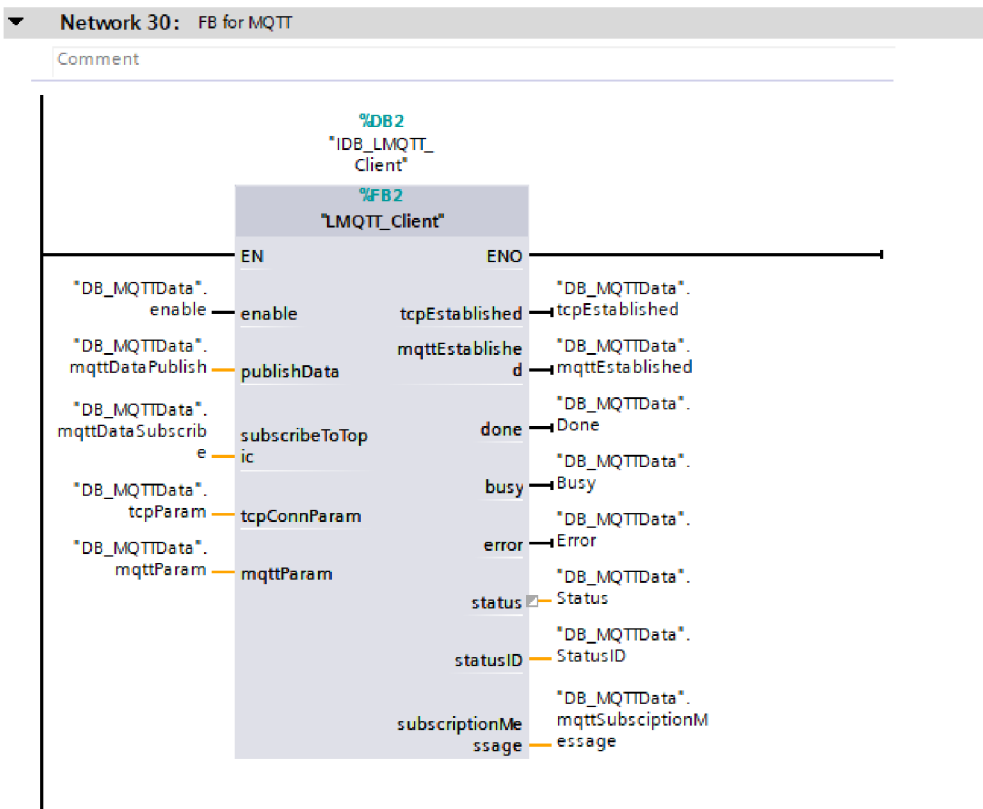 Network 30: FB for MQTT
Comment
%DB2
"IDB_LMQTT_
Client"
%FB2
"LMQTT_Client"
EN
ENO
"DB_MQTTData".
enable
enable
tcpEstablished
"DB_MQTTData".
tcpEstablished
"DB_MQTTData".
mqttDataPublish
publishData
mqttEstablishe
d
"DB_MQTTData".
mqttEstablished
"DB_MQTTData".
mqttDataSubscrib
e
subscribeToTop
ic
done
"DB_MQTTData".
Done
busy
"DB_MQTTData".
Busy
"DB_MQTTData".
tcpParam
tcpConnParam
error
"DB_MQTTData".
Error
"DB_MQTTData".
mqttParam
mqttParam
status
"DB_MQTTData".
Status
statusID
"DB_MQTTData".
StatusID
subscriptionMe
ssage
"DB_MQTTData".
mqttSubsciptionM
essage